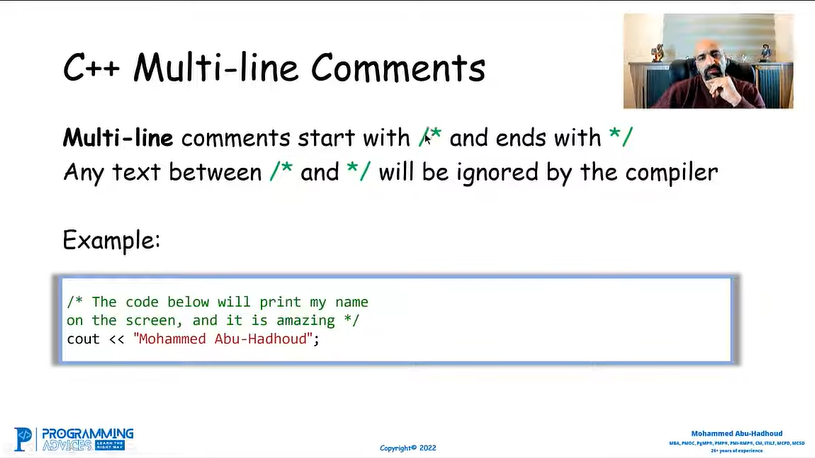 C++ Multi-line Comments
Multi-line comments start with /* and ends with */
Any text between /* and */ will be ignored by the compiler
Example:
/* The code below will print my name
on the screen, and it is amazing */
cout << "Mohammed Abu-Hadhoud";
PROGRAMMING
ADVICES LEARN THE RIGHT WAY
Copyright© 2022
Mohammed Abu-Hadhoud
MBA, PMOC, PgMP®, PMP®, PMI-RMP®, CM, ITILF, MCPD, MCSD
26+ years of experience